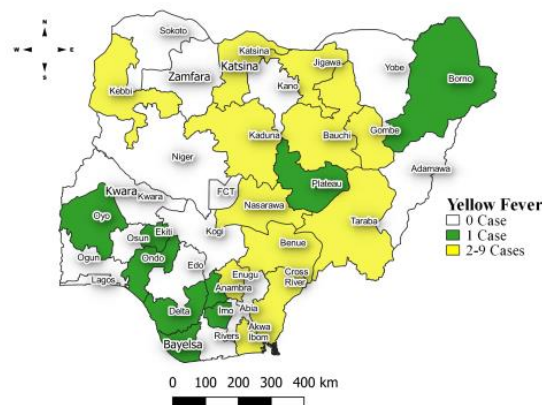 N
W E
S
Sokoto
Katsina
Zamfara
Katsina
Jigawa
Yobe
Borno
Kebbi
Kano
Kaduna
Bauchi
Gombe
Niger
Adamawa
Plateau
Kwara
Kwara
FCT
Nasarawa
Taraba
Oyo
Kogi
Osun
Ekiti
Benue
Ogun
Ondo
Edo
Lagos
Enugu
Cross
River
Anambra
Delta
Imo
Abia
Akwa
Ibom
Rivers
Bayelsa
Yellow Fever
0 Case
1 Case
2-9 Cases
0 100 200 300 400 km